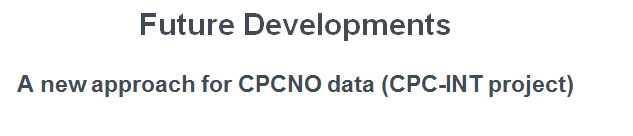 Future Developments
A new approach for CPCNO data (CPC-INT project)